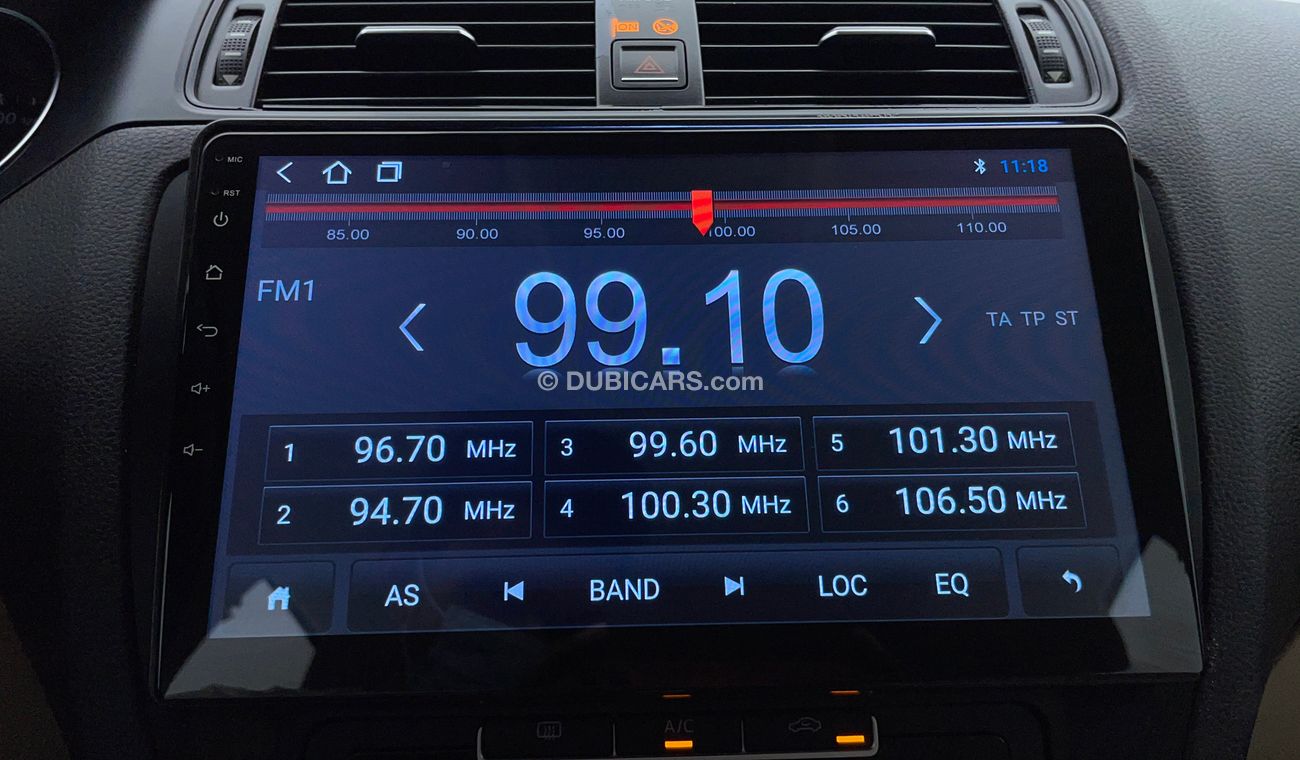 ON
MIC
RST
11:18
85.00 90.00 95.00 100.00 105.00 110.00
FM1
99.10
TA TP ST
© DUBICARS.com
1 96.70 MHz 3 99.60 MHz 5 101.30 MHz
2 94.70 MHz 4 100.30 MHz 6 106.50 MHz
AS BAND LOC EQ
A/C